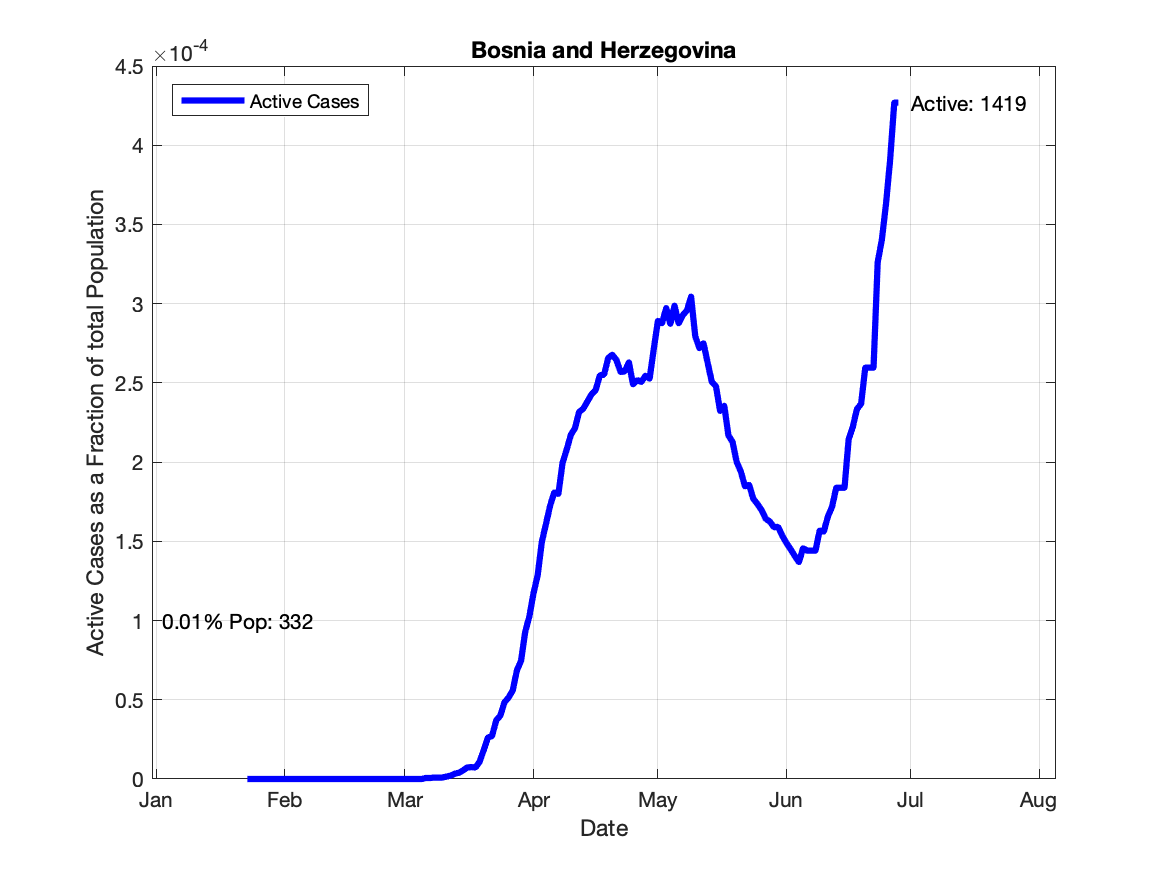 ×10-4
Bosnia and Herzegovina
4.5
Active Cases
Active: 1419
4
3.5
3
2.5
2
1.5
1
0.01% Pop: 332
0.5
0
Active Cases as a Fraction of total Population
Jan Feb Mar Apr May Jun Jul Aug
Date